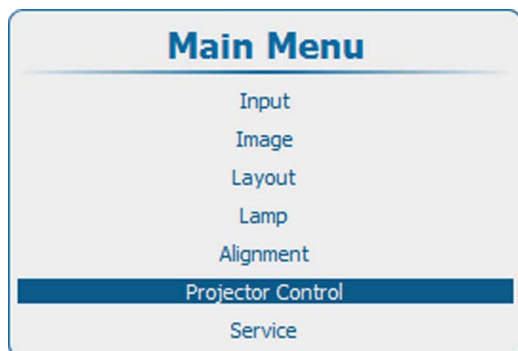 Main Menu
Input
Image
Layout
Lamp
Alignment
Projector Control
Service